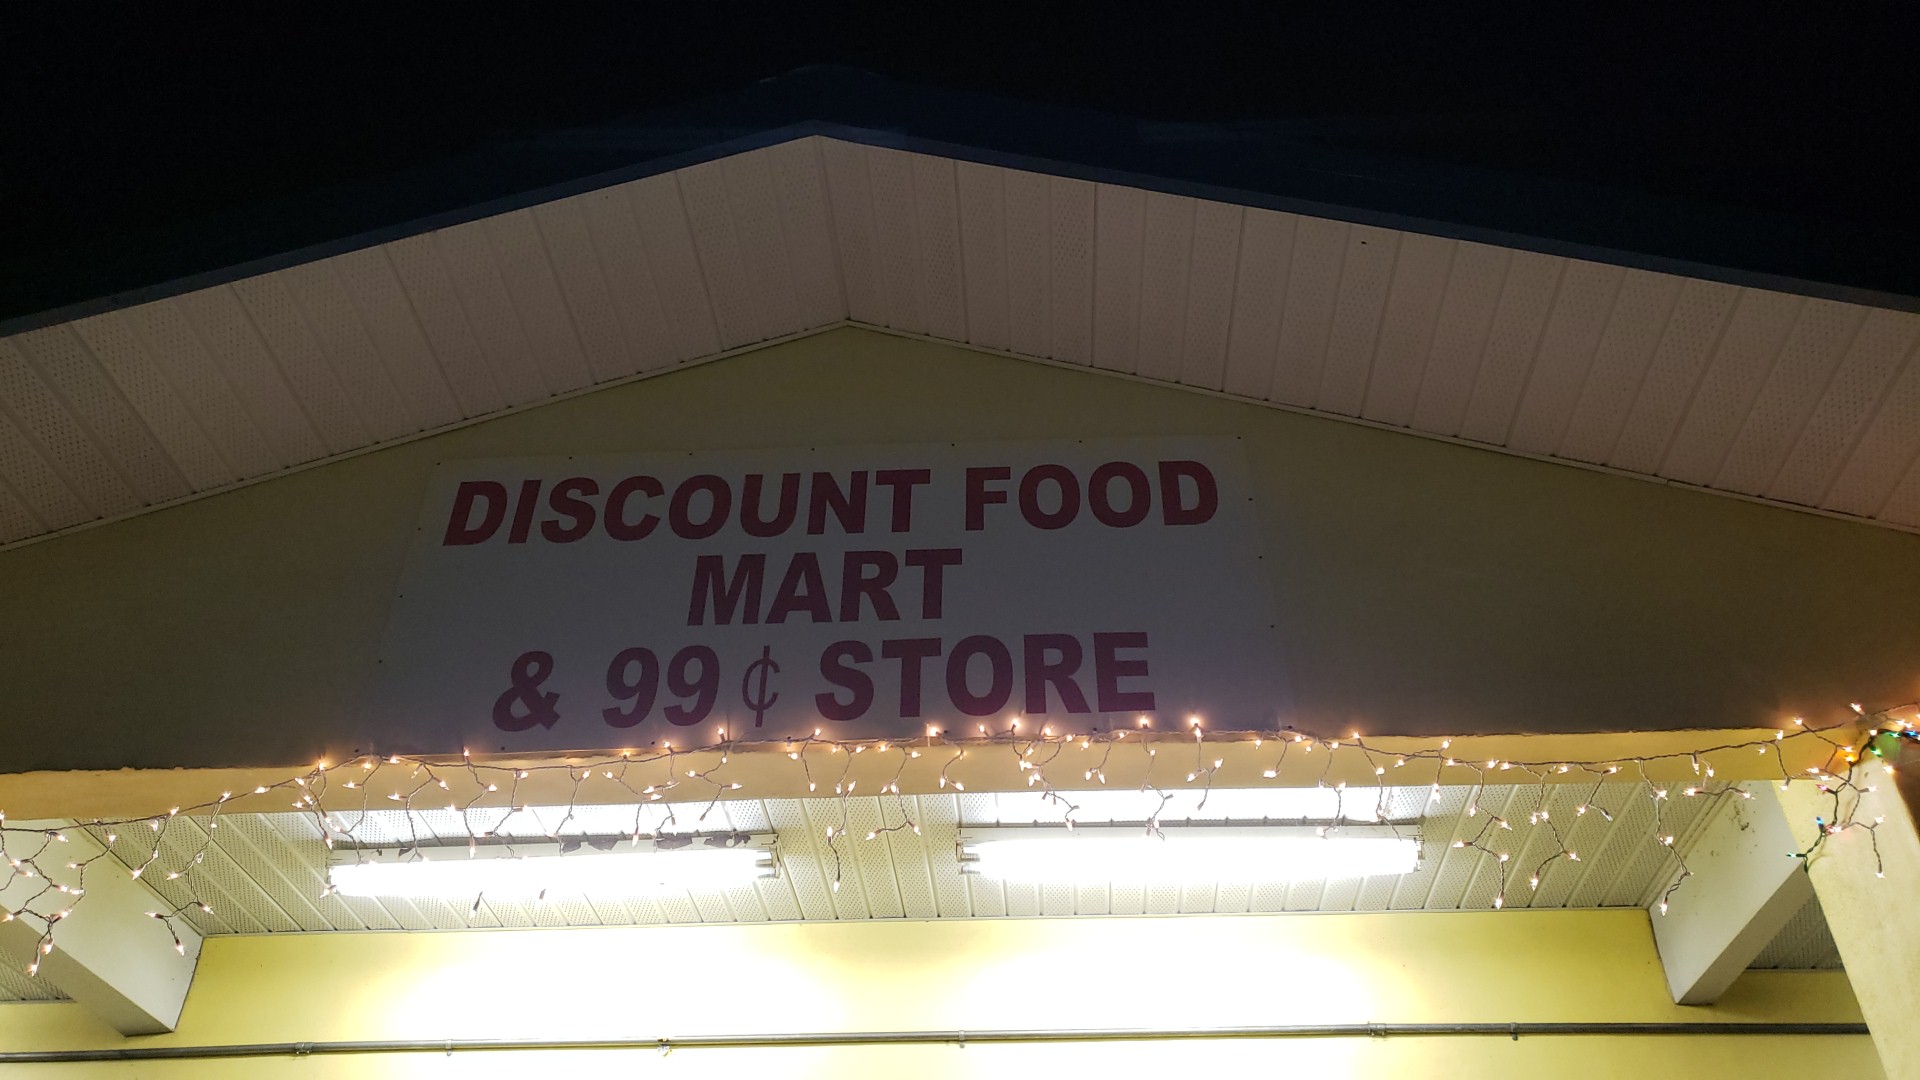 DISCOUNT FOOD
MART
& 99¢ STORE